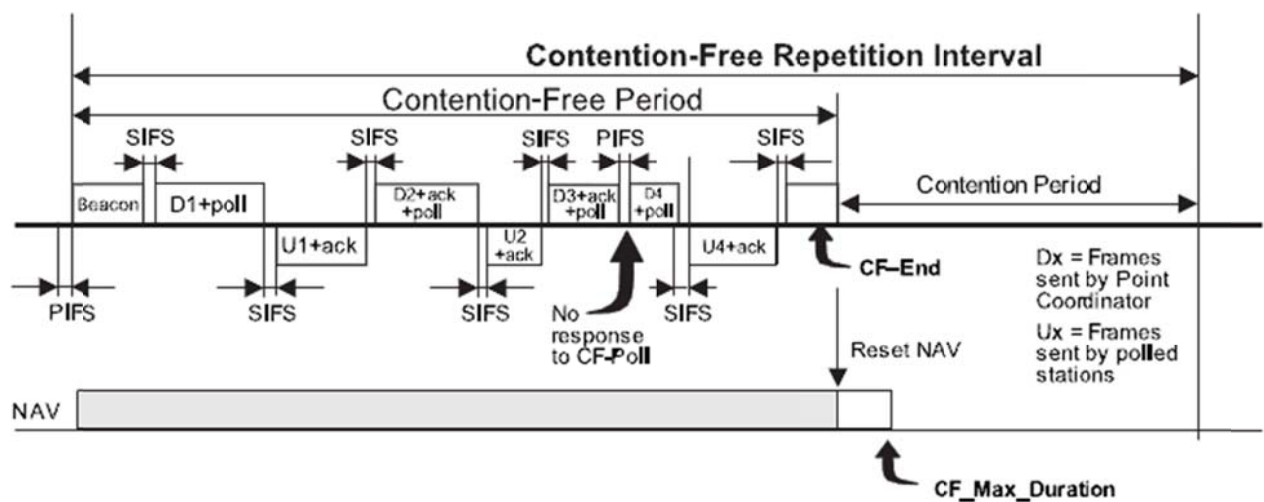 Contention-Free Repetition Interval
Contention-Free Period
SIFS
SIFS
SIFS
PIFS
SIFS
Beacon
D1+poll
D2+ack
+poll
D3+ack
+poll
D4
+poll
Contention Period
U1+ack
U2
+ack
U4+ack
CF–End
PIFS
SIFS
SIFS
No
response
to CF-Poll
SIFS
Dx = Frames
sent by Point
Coordinator
Ux = Frames
sent by polled
stations
Reset NAV
NAV
CF_Max_Duration